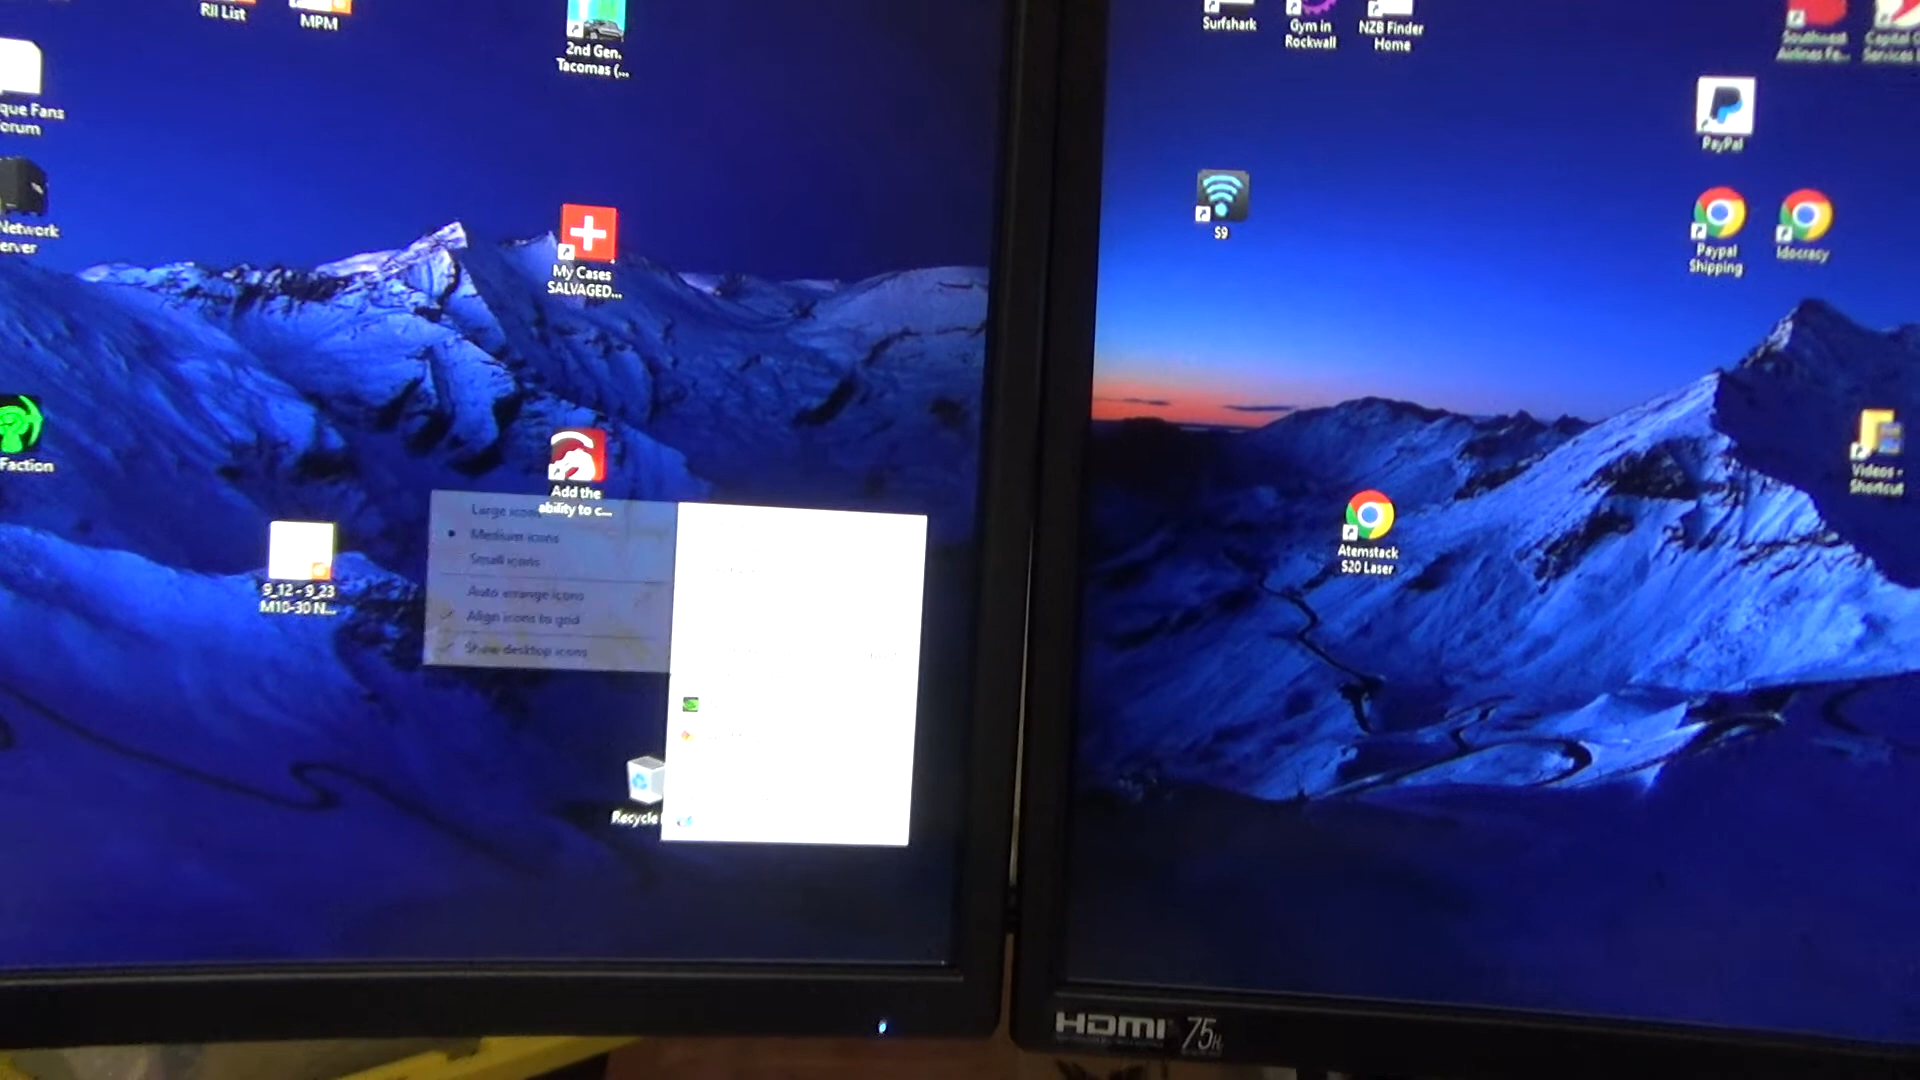 RII List
MPM
2nd Gen.
Tacomas (...
que Fans
orum
Network
erver
My Cases
SALVAGED...
Faction
Add the
ability to c...
Large icons
Medium icons
Small icons
Auto arrange icons
Align icons to grid
Show desktop icons
9_12 - 9_23
M10-30 N...
Recycle
Surfshark
Gym in
Rockwall
NZB Finder
Home
Southwest
Airlines Fe...
Capital O
Services
PayPal
S9
Paypal
Shipping
Idocracy
Videos -
Shortcut
Atemstack
S20 Laser
HDMI 75Hz